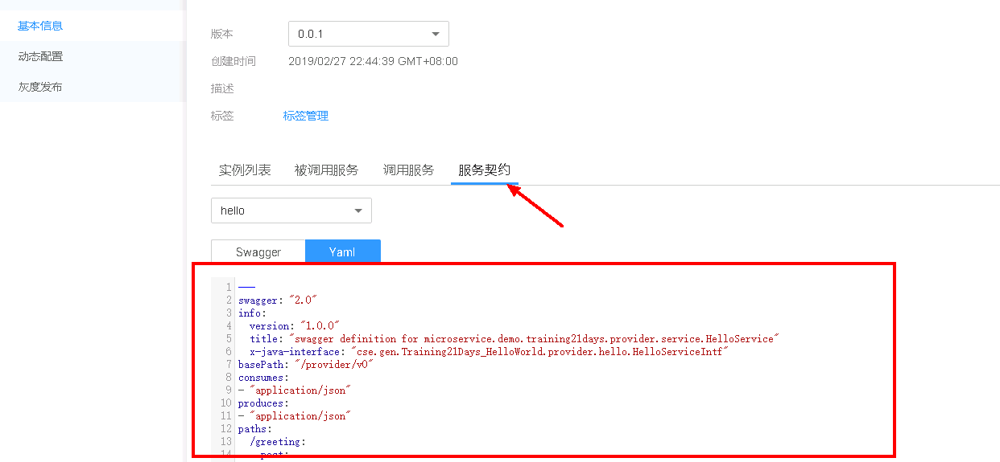 基本信息
动态配置
灰度发布
版本 0.0.1
创建时间 2019/02/27 22:44:39 GMT+08:00
描述
标签 标签管理
实例列表 被调用服务 调用服务 服务契约
hello
Swagger Yaml
1 ---
2 swagger: "2.0"
3 info:
4 version: "1.0.0"
5 title: "swagger definition for microservice.demo.training21days.provider.service.HelloService"
6 x-java-interface: "cse.gen.Training21Days_HelloWorld.provider.hello.HelloServiceIntf"
7 basePath: "/provider/v0"
8 consumes:
9 - "application/json"
10 produces:
11 - "application/json"
12 paths:
13 /greeting:
14 post: